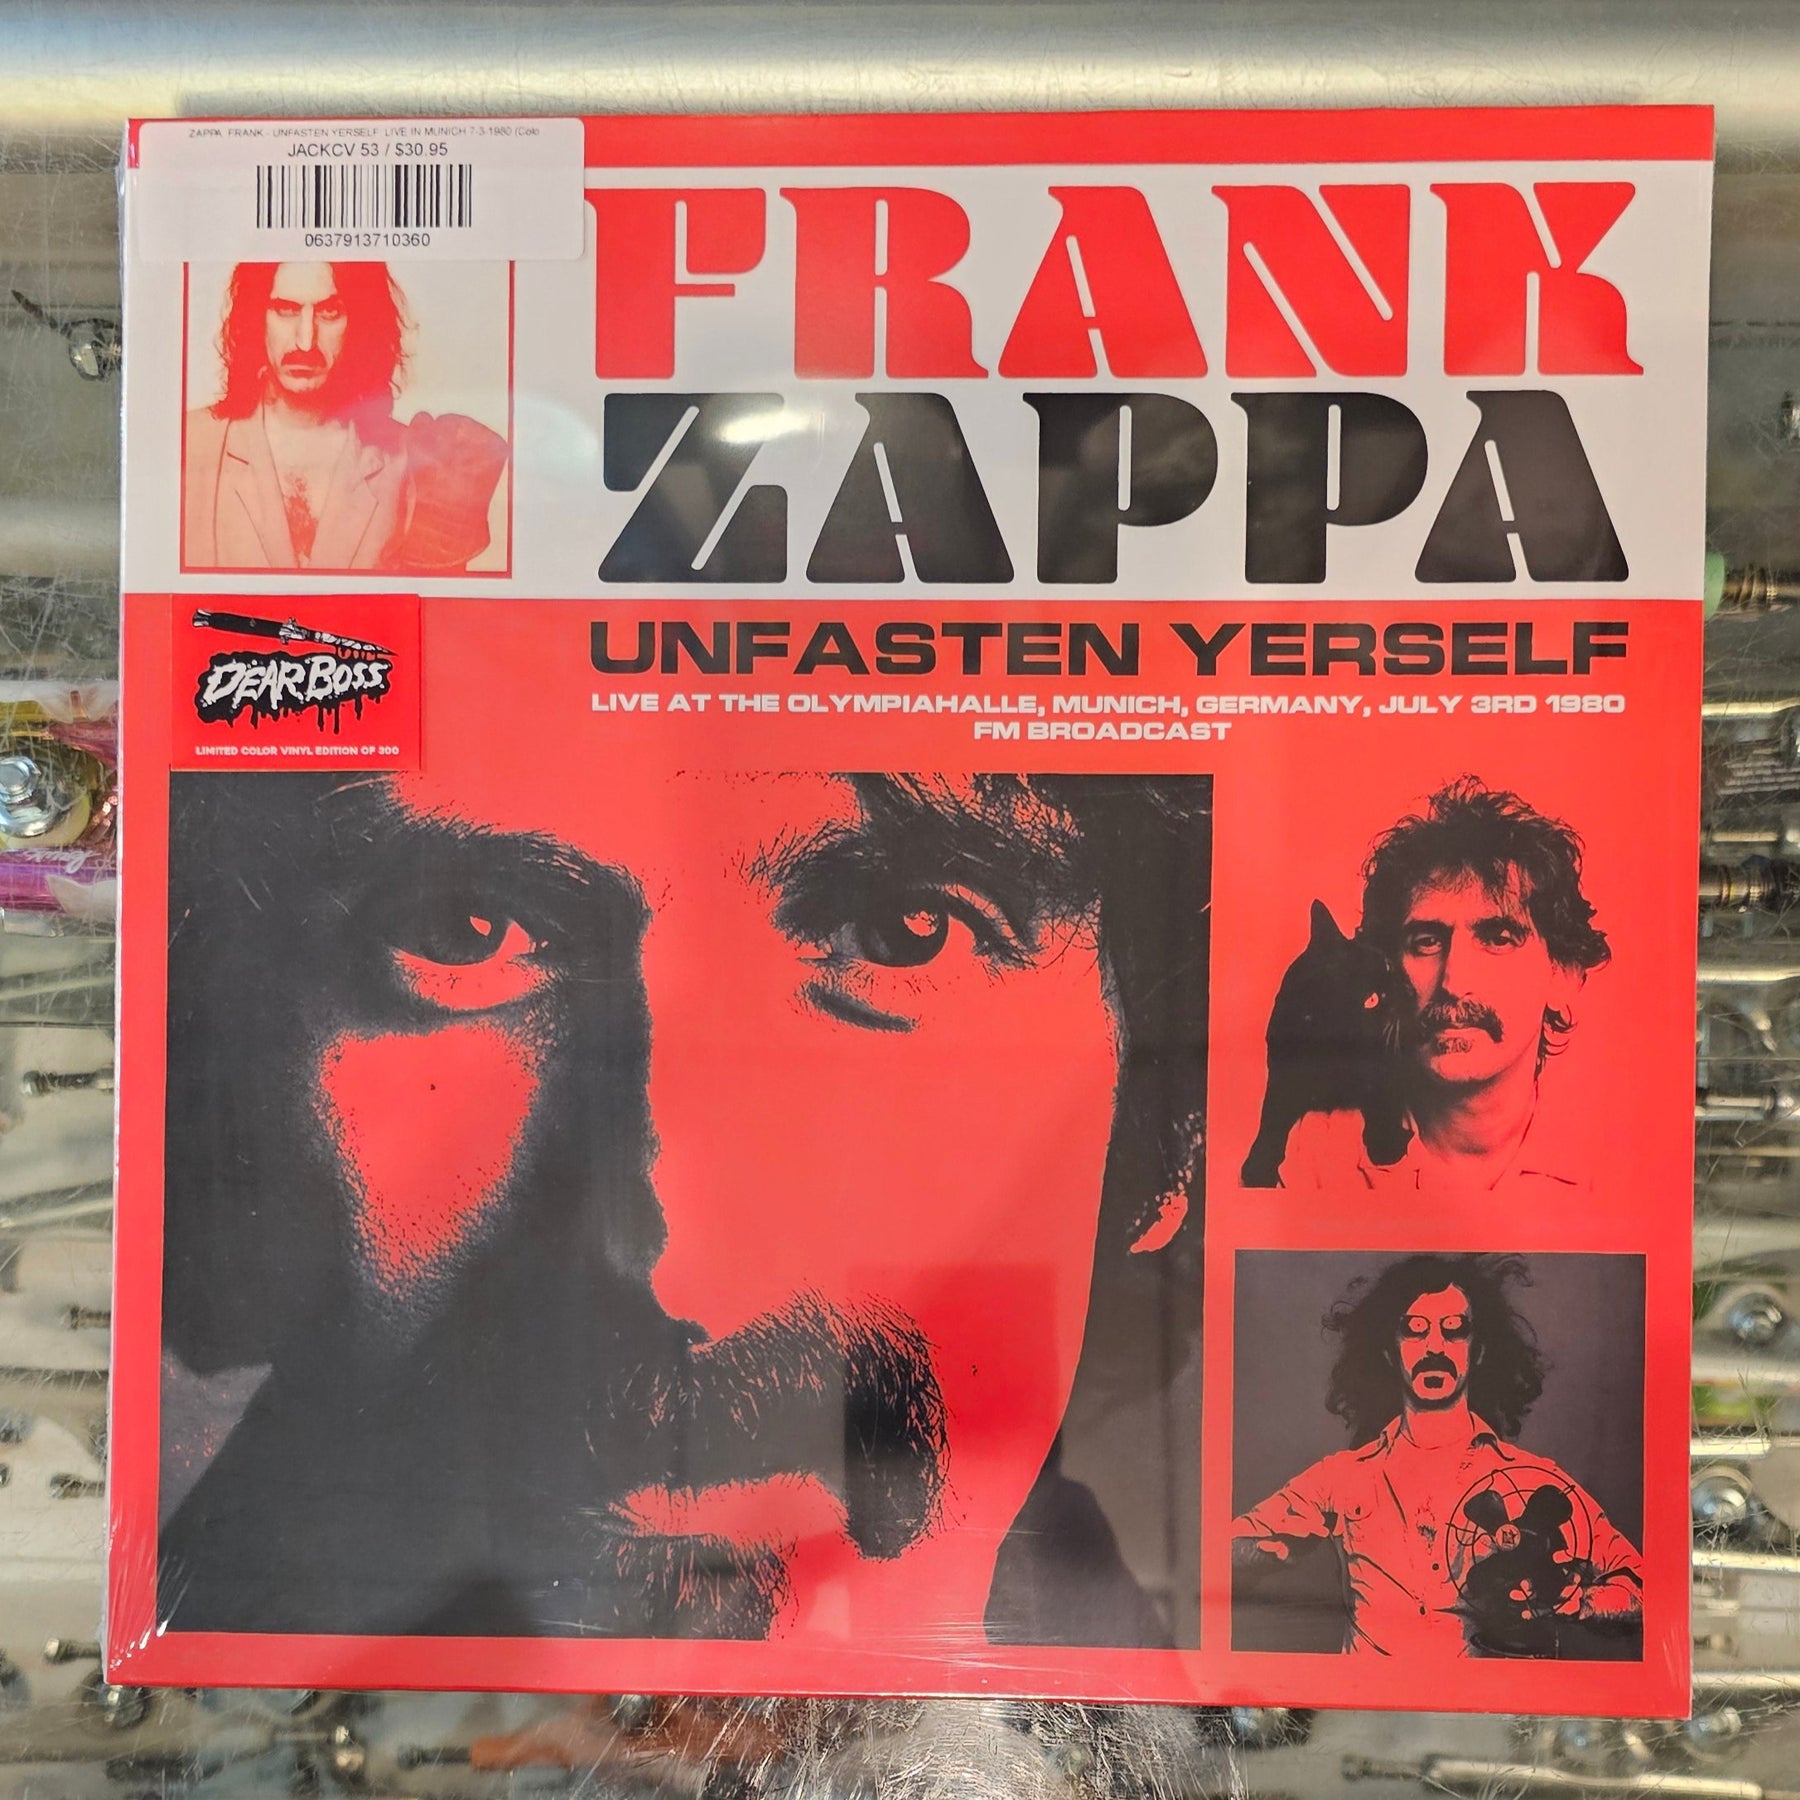 ZAPPA FRANK - UNFASTEN YERSELF LIVE IN MUNICH 7-3-1980 (Colo
JACKCV 53 / $30.95
0637913710360
FRANK
ZAPPA
DEAR BOSS
LIMITED COLOR VINYL EDITION OF 300
UNFASTEN YERSELF
LIVE AT THE OLYMPIAHALLE, MUNICH, GERMANY, JULY 3RD 1980
FM BROADCAST